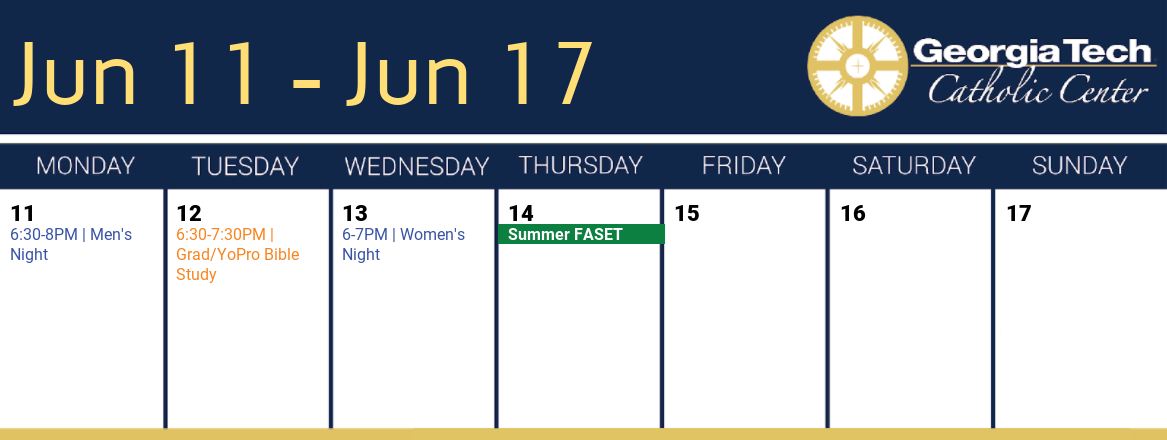 Jun 11 - Jun 17
Georgia Tech
Catholic Center
MONDAY TUESDAY WEDNESDAY THURSDAY FRIDAY SATURDAY SUNDAY
11
6:30-8PM | Men's
Night
12
6:30-7:30PM |
Grad/YoPro Bible
Study
13
6-7PM | Women's
Night
14
Summer FASET
15
16
17